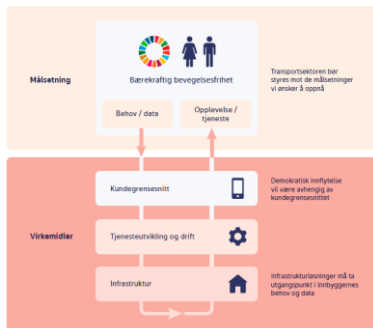 Målsetning
Bærekraftig bevegelsesfrihet
Behov / data
Opplevelse /
tjeneste
Transportsektoren bør
styres mot de målsetninger
vi ønsker å oppnå
Virkemidler
Kundegrensesnitt
Demokratisk innflytelse
vil være avhengig av
kundegrensesnittet
Tjenesteutvikling og drift
Infrastruktur
Infrastrukturløsninger må ta
utgangspunkt i innbyggernes
behov og data